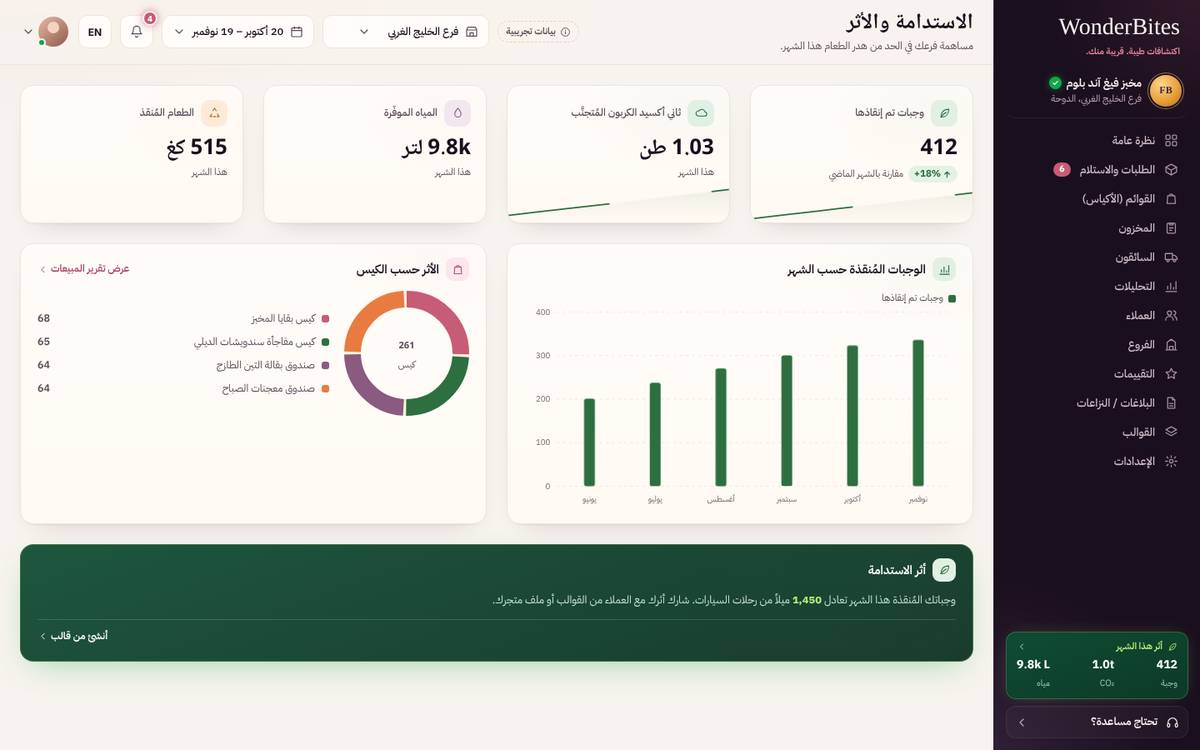 WonderBites
اكتشافات طيبة، قريبة منك.
FB
مخبز فيغ آند بلوم
فرع الخليج الغربي، الدوحة
نظرة عامة
الطلبات والاستلام 6
القوائم (الأكياس)
المخزون
السائقون
التحليلات
العملاء
الفروع
التقييمات
البلاغات / النزاعات
القوالب
الإعدادات
أثر هذا الشهر
412 1.0t 9.8k L
وجبة CO₂ مياه
تحتاج مساعدة؟
الاستدامة والأثر
مساهمة فرعك في الحد من هدر الطعام هذا الشهر.
بيانات تجريبية
فرع الخليج الغربي
20 أكتوبر – 19 نوفمبر
4
EN
وجبات تم إنقاذها
412
+18% مقارنة بالشهر الماضي
ثاني أكسيد الكربون المُتجنَّب
1.03 طن
هذا الشهر
المياه الموفّرة
9.8k لتر
هذا الشهر
الطعام المُنقذ
515 كغ
هذا الشهر
الوجبات المُنقذة حسب الشهر
وجبات تم إنقاذها
400
300
200
100
0
يونيو يوليو أغسطس سبتمبر أكتوبر نوفمبر
الأثر حسب الكيس
عرض تقرير المبيعات
261
كيس
كيس بقايا المخبز 68
كيس مفاجأة سندويشات الديلي 65
صندوق بقالة التين الطازج 64
صندوق معجنات الصباح 64
أثر الاستدامة
وجباتك المُنقذة هذا الشهر تعادل 1,450 ميلاً من رحلات السيارات. شارك أثرك مع العملاء من القوالب أو ملف متجرك.
أنشئ من قالب